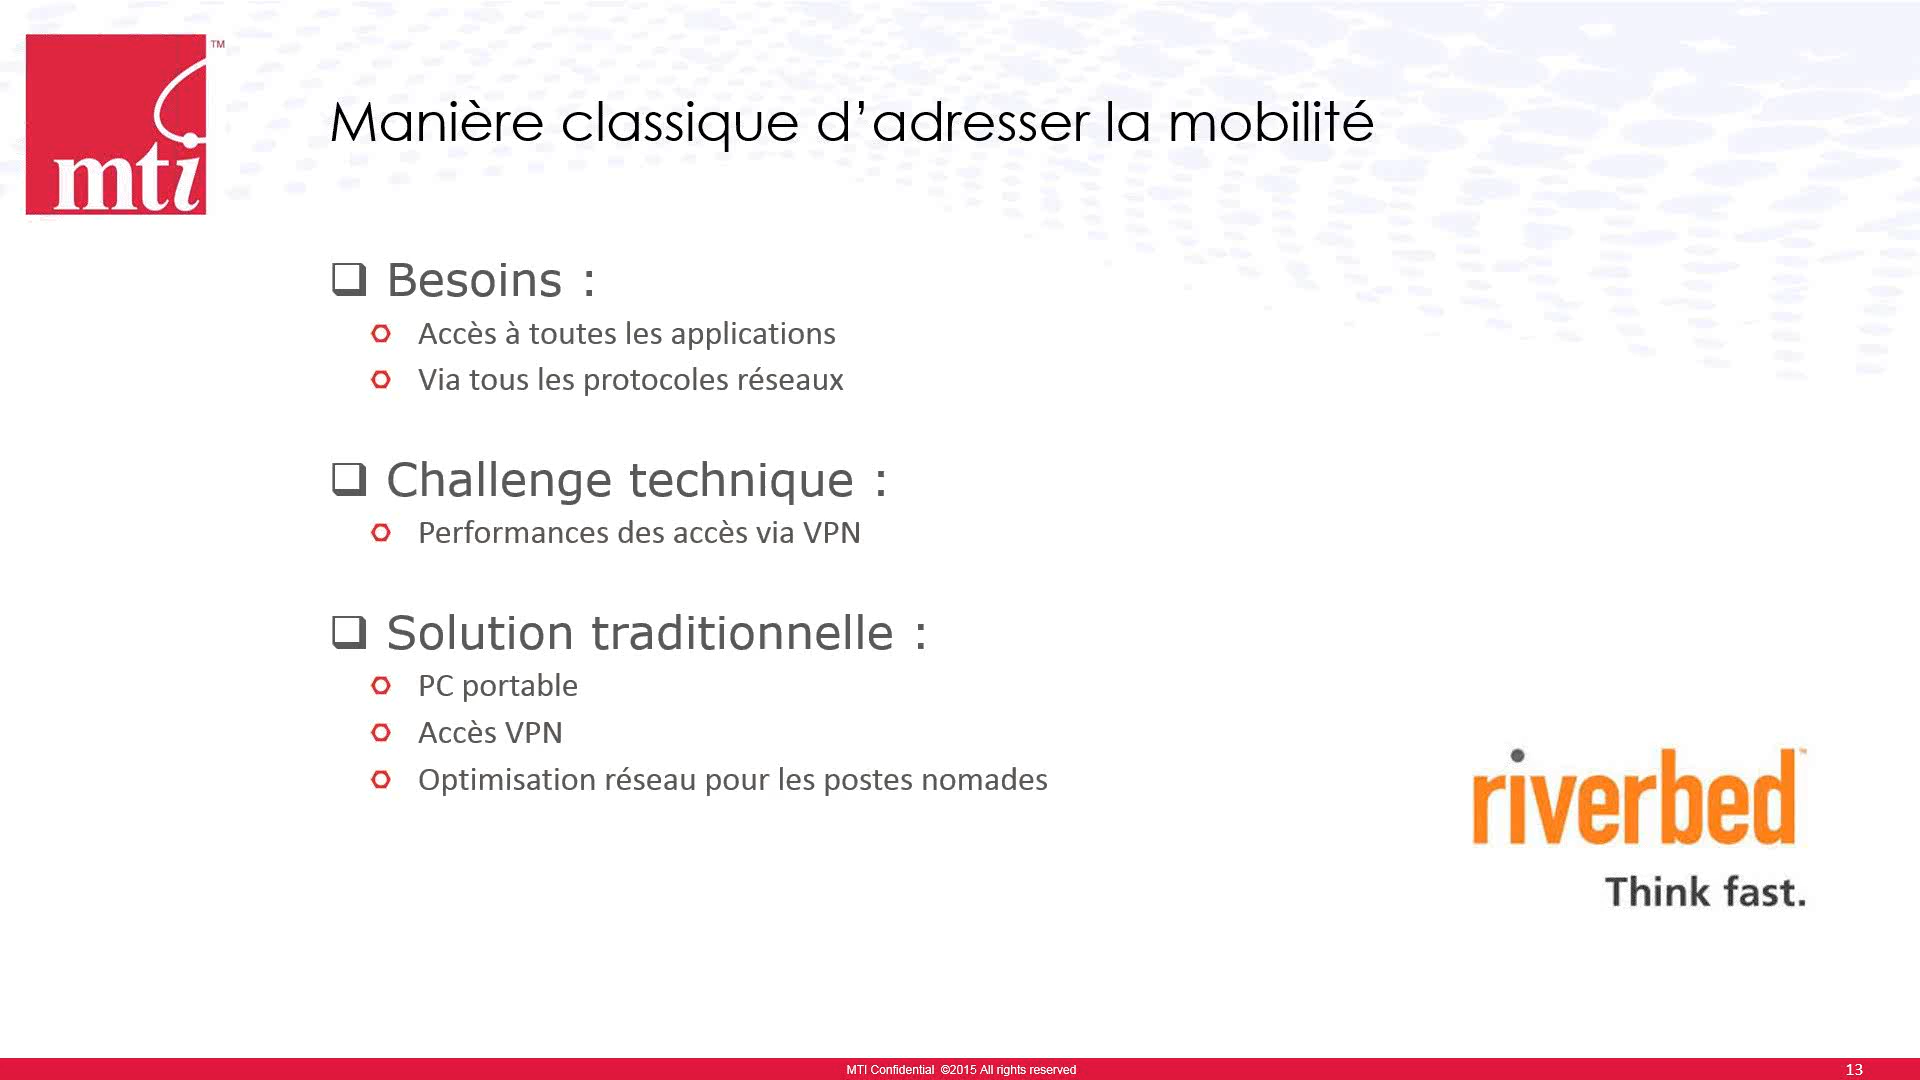 mti™
Manière classique d’adresser la mobilité
Besoins :
Accès à toutes les applications
Via tous les protocoles réseaux
Challenge technique :
Performances des accès via VPN
Solution traditionnelle :
PC portable
Accès VPN
Optimisation réseau pour les postes nomades
riverbed™
Think fast.
MTI Confidential ©2015 All rights reserved
13